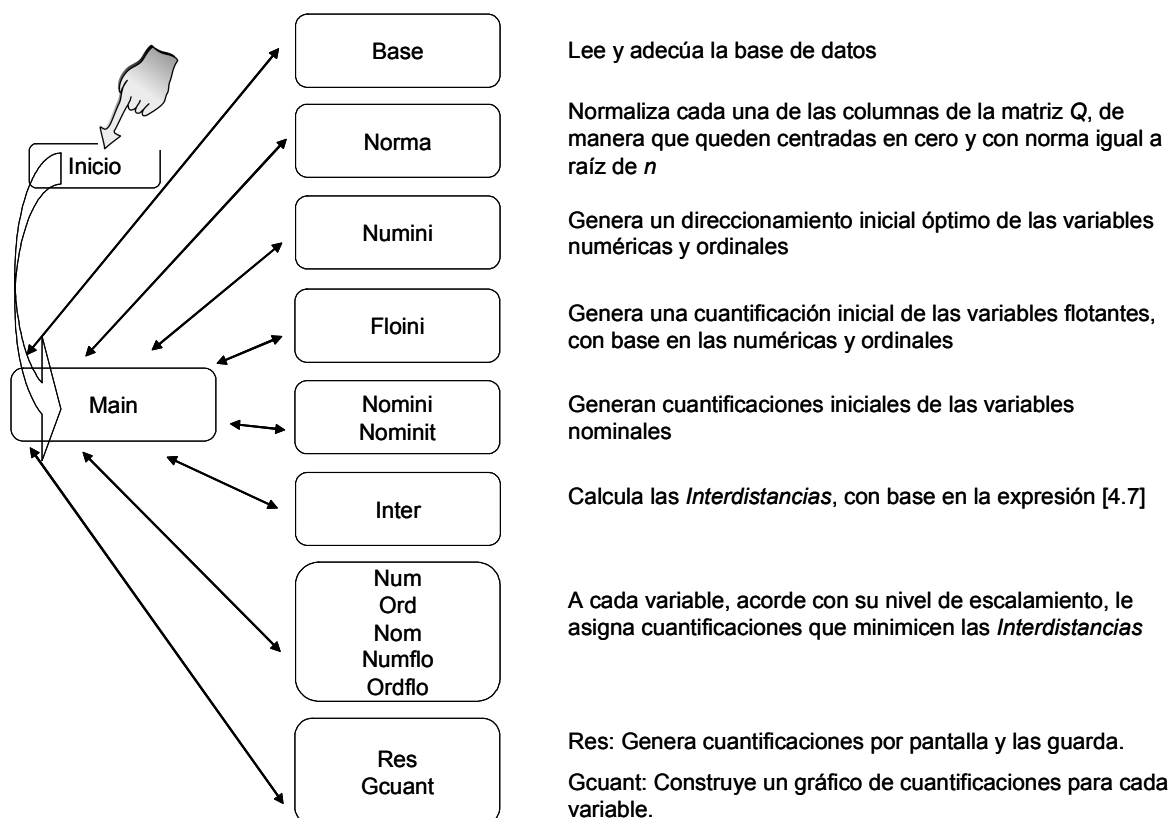 Base
Lee y adecúa la base de datos
Inicio
Norma
Normaliza cada una de las columnas de la matriz Q, de
manera que queden centradas en cero y con norma igual a
raíz de n
Numini
Genera un direccionamiento inicial óptimo de las variables
numéricas y ordinales
Floini
Genera una cuantificación inicial de las variables flotantes,
con base en las numéricas y ordinales
Main
Nomini
Nominit
Generan cuantificaciones iniciales de las variables
nominales
Inter
Calcula las Interdistancias, con base en la expresión [4.7]
Num
Ord
Nom
Numflo
Ordflo
A cada variable, acorde con su nivel de escalamiento, le
asigna cuantificaciones que minimicen las Interdistancias
Res
Gcuant
Res: Genera cuantificaciones por pantalla y las guarda.
Gcuant: Construye un gráfico de cuantificaciones para cada
variable.